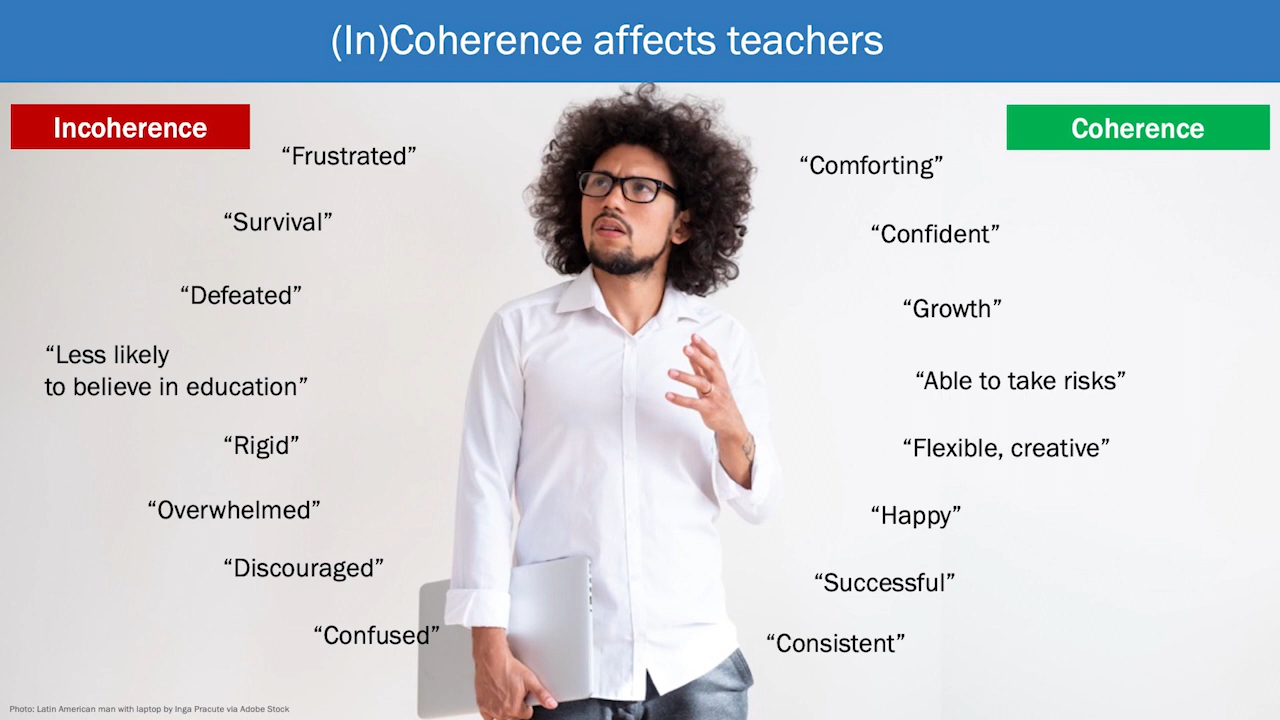 (In)Coherence affects teachers
Incoherence
“Frustrated”
“Survival”
“Defeated”
“Less likely
to believe in education”
“Rigid”
“Overwhelmed”
“Discouraged”
“Confused”
Coherence
“Comforting”
“Confident”
“Growth”
“Able to take risks”
“Flexible, creative”
“Happy”
“Successful”
“Consistent”
Photo: Latin American man with laptop by Inga Pracute via Adobe Stock